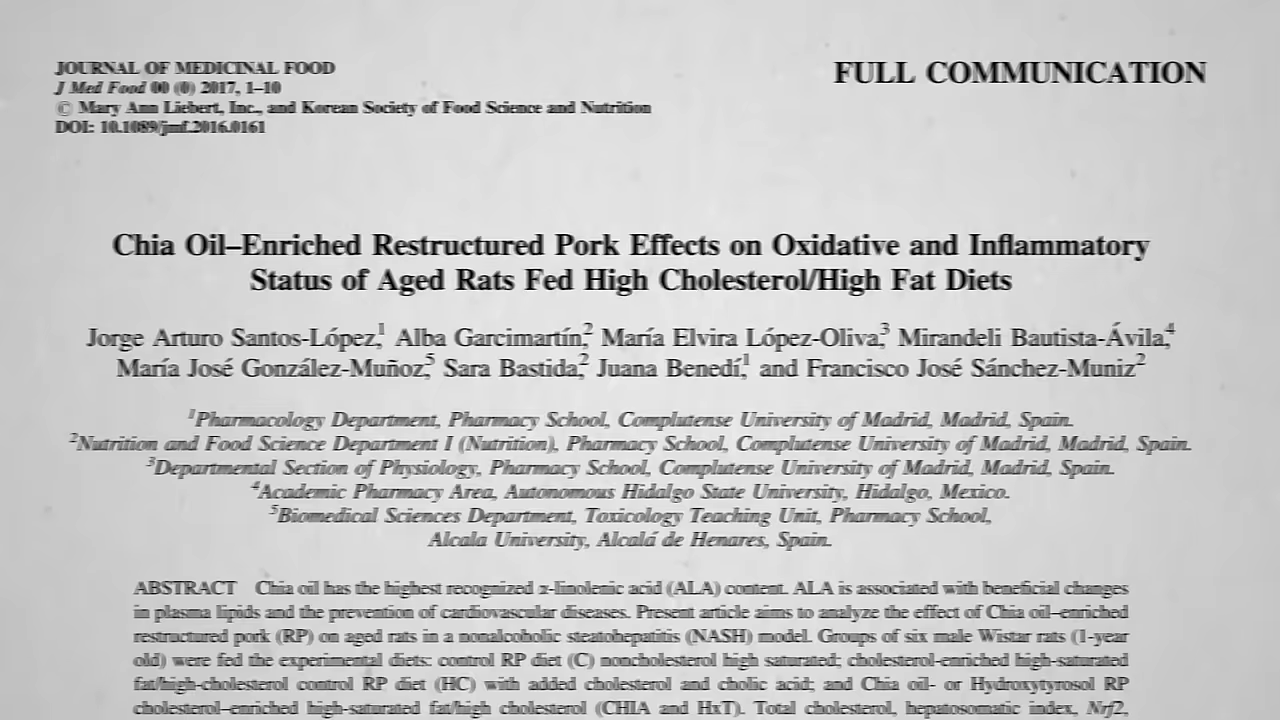 JOURNAL OF MEDICINAL FOOD
J Med Food 00 (0) 2017, 1–10
© Mary Ann Liebert, Inc., and Korean Society of Food Science and Nutrition
DOI: 10.1089/jmf.2016.0161
FULL COMMUNICATION
Chia Oil–Enriched Restructured Pork Effects on Oxidative and Inflammatory
Status of Aged Rats Fed High Cholesterol/High Fat Diets
Jorge Arturo Santos-López,1 Alba Garcimartín,2 María Elvira López-Oliva,3 Mirandeli Bautista-Ávila,4
María José González-Muñoz,5 Sara Bastida,2 Juana Benedí,1 and Francisco José Sánchez-Muniz2
1Pharmacology Department, Pharmacy School, Complutense University of Madrid, Madrid, Spain.
2Nutrition and Food Science Department I (Nutrition), Pharmacy School, Complutense University of Madrid, Madrid, Spain.
3Departmental Section of Physiology, Pharmacy School, Complutense University of Madrid, Madrid, Spain.
4Academic Pharmacy Area, Autonomous Hidalgo State University, Hidalgo, Mexico.
5Biomedical Sciences Department, Toxicology Teaching Unit, Pharmacy School,
Alcala University, Alcalá de Henares, Spain.
ABSTRACT Chia oil has the highest recognized α-linolenic acid (ALA) content. ALA is associated with beneficial changes
in plasma lipids and the prevention of cardiovascular diseases. Present article aims to analyze the effect of Chia oil–enriched
restructured pork (RP) on aged rats in a nonalcoholic steatohepatitis (NASH) model. Groups of six male Wistar rats (1-year
old) were fed the experimental diets: control RP diet (C) noncholesterol high saturated; cholesterol-enriched high-saturated
fat/high-cholesterol control RP diet (HC) with added cholesterol and cholic acid; and Chia oil- or Hydroxytyrosol RP
cholesterol–enriched high-saturated fat/high cholesterol (CHIA and HxT). Total cholesterol, hepatosomatic index, Nrf2,